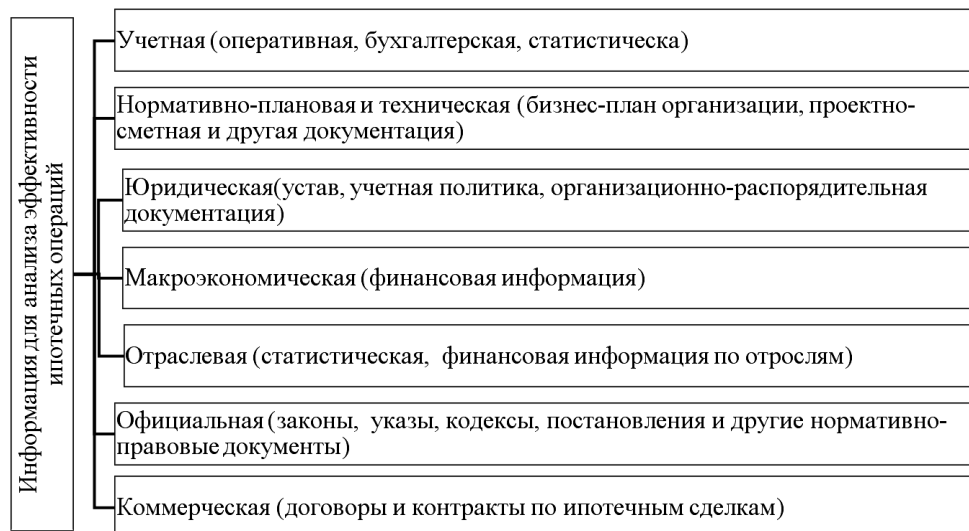 Информация для анализа эффективности
ипотечных операций
Учетная (оперативная, бухгалтерская, статистическа)
Нормативно-плановая и техническая (бизнес-план организации, проектно-
сметная и другая документация)
Юридическая(устав, учетная политика, организационно-распорядительная
документация)
Макроэкономическая (финансовая информация)
Отраслевая (статистическая, финансовая информация по отрослям)
Официальная (законы, указы, кодексы, постановления и другие нормативно-
правовые документы)
Коммерческая (договоры и контракты по ипотечным сделкам)